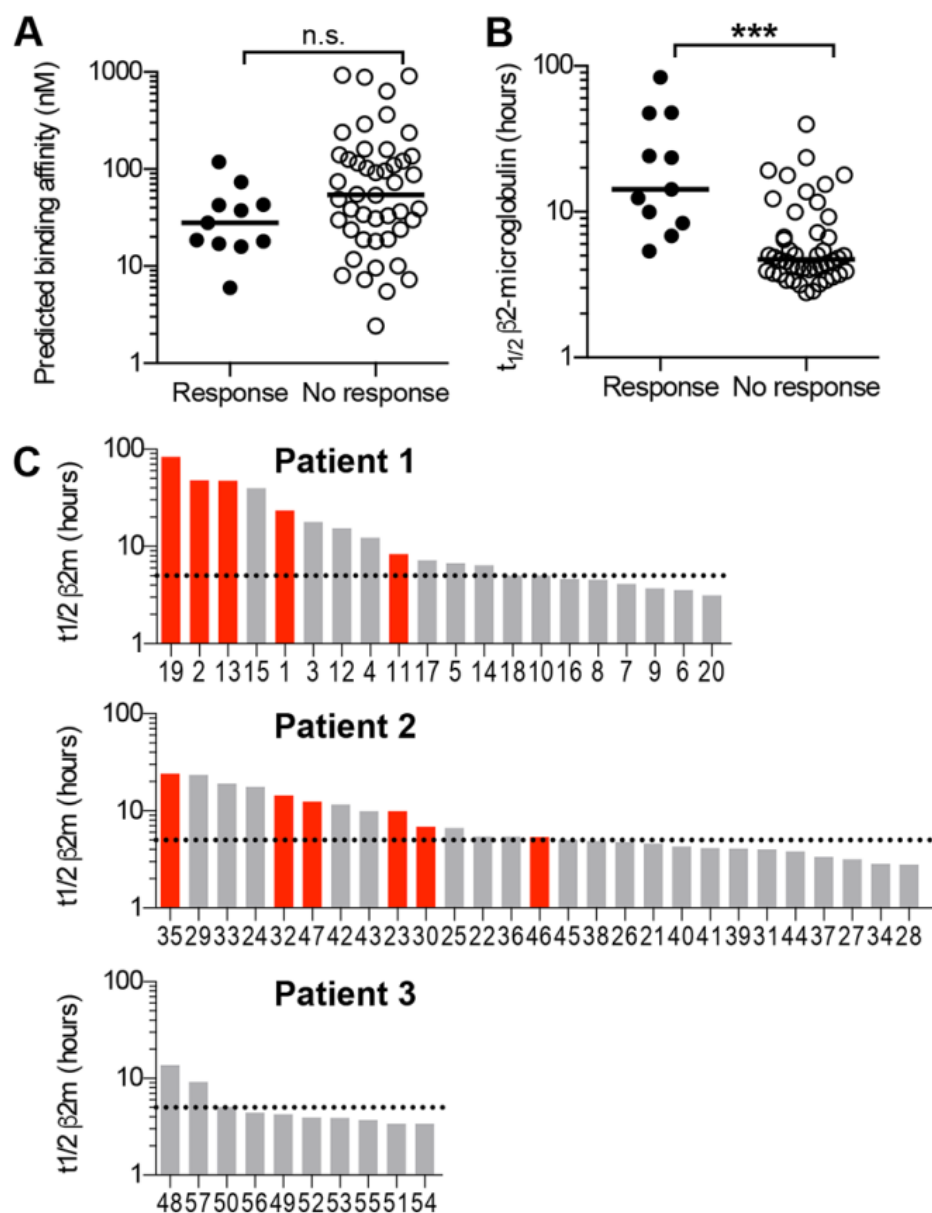 A
n.s.
Predicted binding affinity (nM)
1000
100
10
1
Response
No response
B
***
t1/2 β2-microglobulin (hours)
100
10
1
Response
No response
C
Patient 1
t1/2 β2m (hours)
100
10
1
19 2 13 15 1 3 12 4 11 17 5 14 18 10 16 8 7 9 6 20
Patient 2
t1/2 β2m (hours)
100
10
1
35 29 33 24 32 47 42 43 23 30 25 22 36 46 45 38 26 21 40 41 39 31 44 37 27 34 28
Patient 3
t1/2 β2m (hours)
100
10
1
48 57 50 56 49 52 53 55 51 54